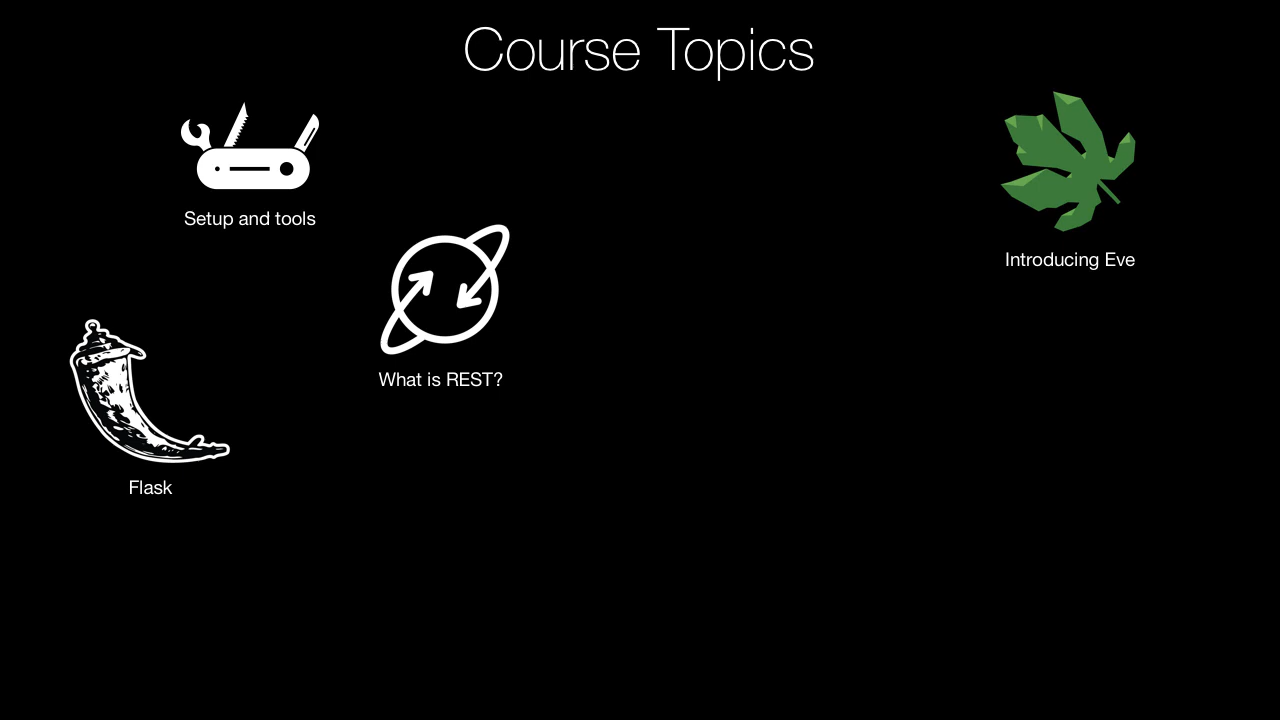 Course Topics
Setup and tools
Introducing Eve
What is REST?
Flask